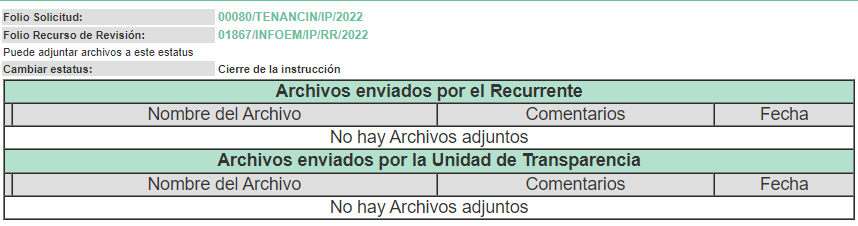 Folio Solicitud: 00080/TENANCIN/IP/2022
Folio Recurso de Revisión: 01867/INFOEM/IP/RR/2022
Puede adjuntar archivos a este estatus
Cambiar estatus: Cierre de la instrucción
Archivos enviados por el Recurrente
Nombre del Archivo Comentarios Fecha
No hay Archivos adjuntos
Archivos enviados por la Unidad de Transparencia
Nombre del Archivo Comentarios Fecha
No hay Archivos adjuntos